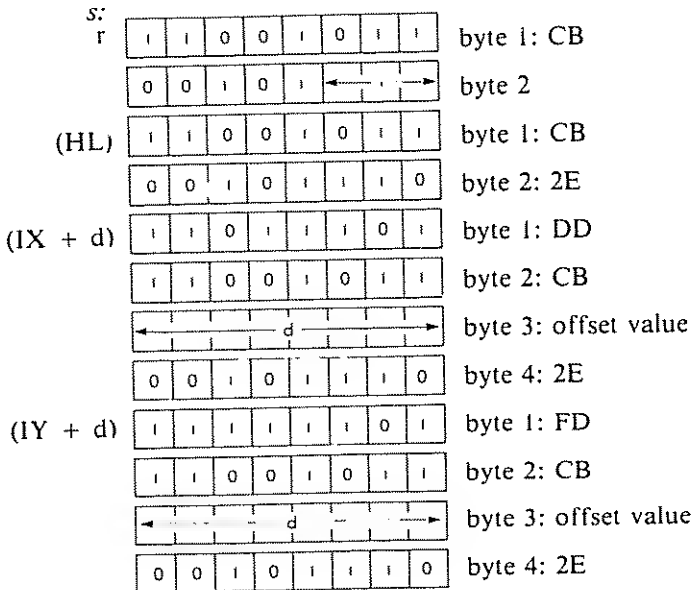 s:
r 1 1 0 0 1 0 1 1 byte 1: CB
0 0 1 0 1 byte 2
(HL) 1 1 0 0 1 0 1 1 byte 1: CB
0 0 1 0 1 1 1 0 byte 2: 2E
(IX + d) 1 1 0 1 1 1 0 1 byte 1: DD
1 1 0 0 1 0 1 1 byte 2: CB
d byte 3: offset value
0 0 1 0 1 1 1 0 byte 4: 2E
(IY + d) 1 1 1 1 1 1 0 1 byte 1: FD
1 1 0 0 1 0 1 1 byte 2: CB
d byte 3: offset value
0 0 1 0 1 1 1 0 byte 4: 2E